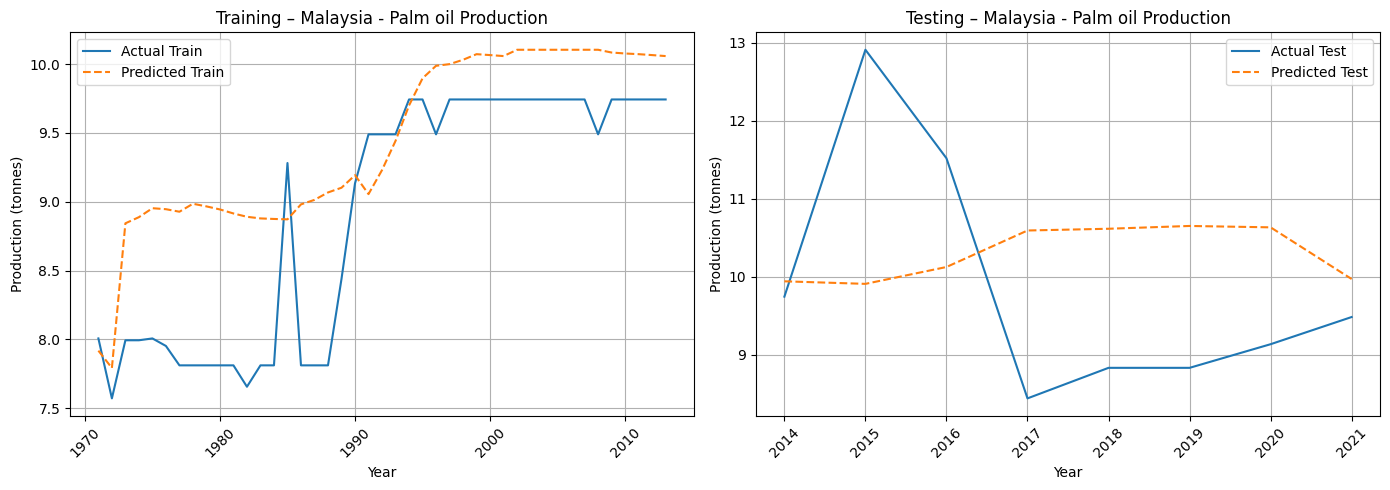 Training – Malaysia - Palm oil Production
Actual Train
Predicted Train
Production (tonnes)
10.0
9.5
9.0
8.5
8.0
7.5
1970
1980
1990
2000
2010
Year
Testing – Malaysia - Palm oil Production
Actual Test
Predicted Test
Production (tonnes)
13
12
11
10
9
2014
2015
2016
2017
2018
2019
2020
2021
Year